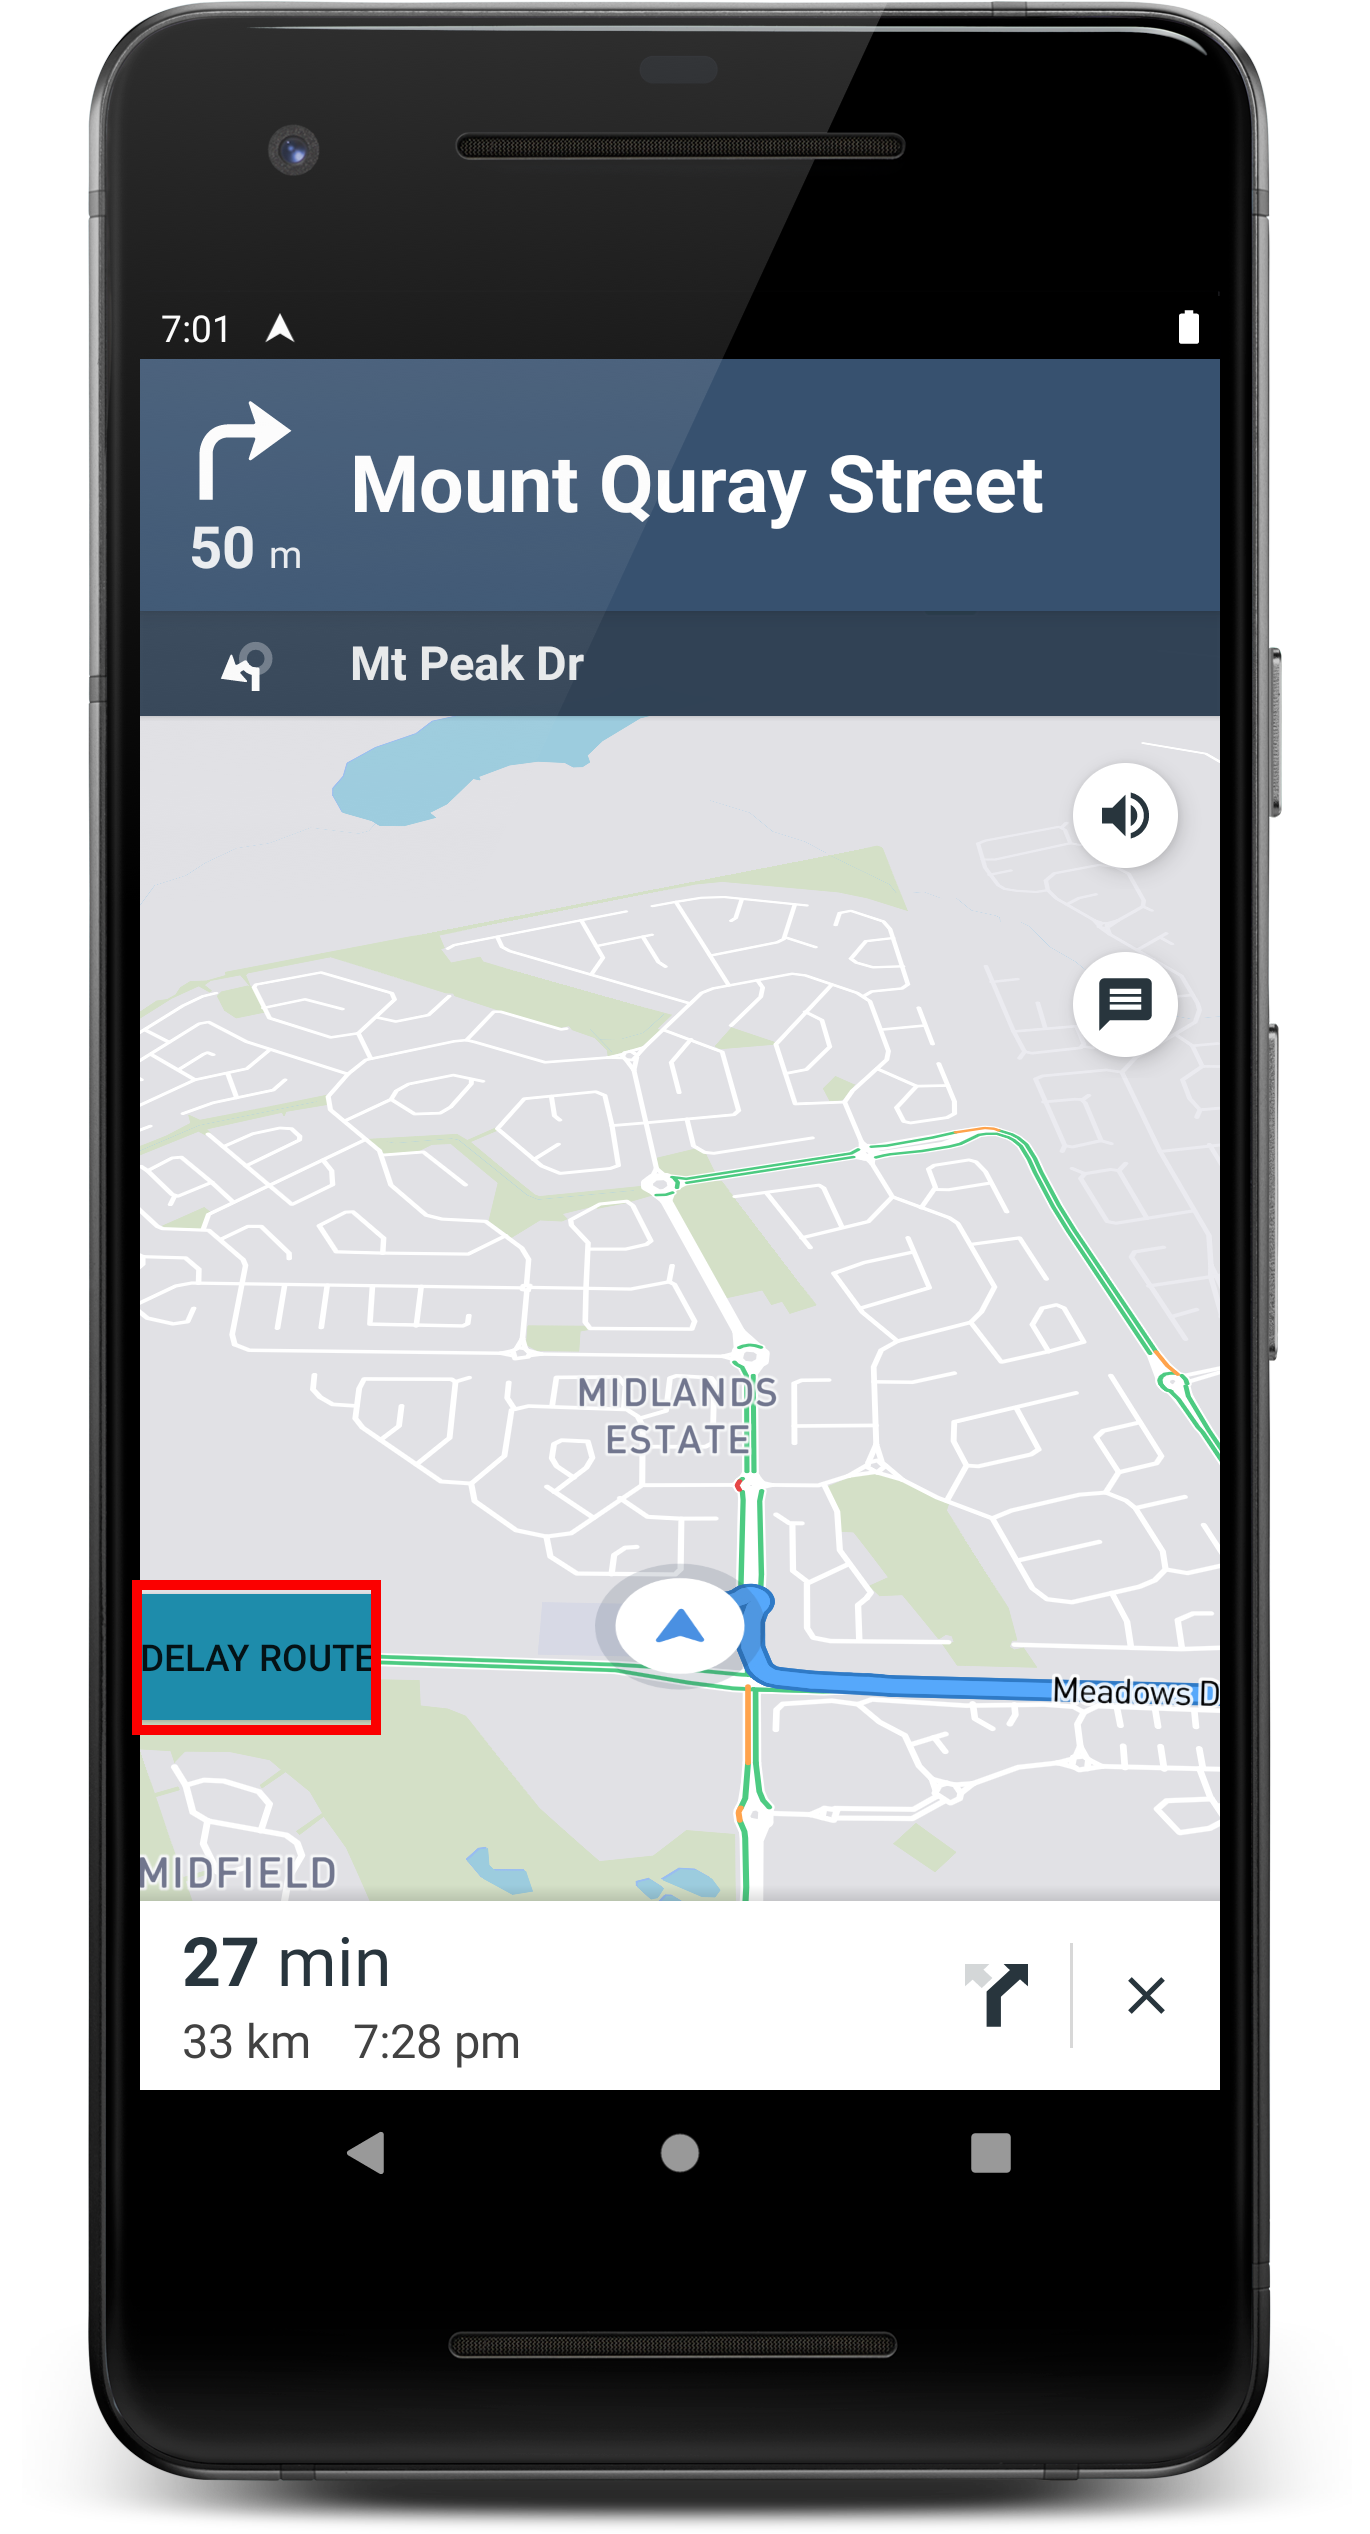 7:01
Mount Quray Street
50 m
Mt Peak Dr
MIDLANDS
ESTATE
DELAY ROUTE
Meadows D
MIDFIELD
27 min
33 km 7:28 pm